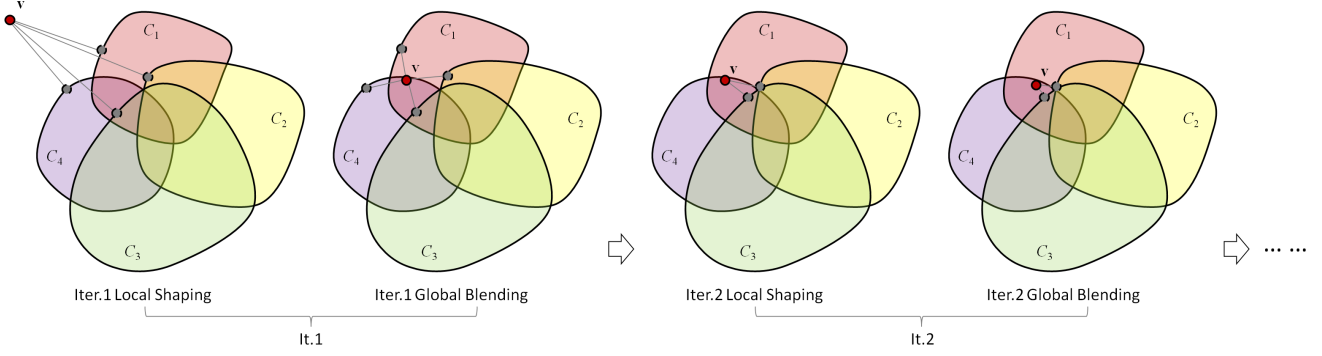 v
C1
C2
C3
C4
Iter.1 Local Shaping
v
C1
C2
C3
C4
Iter.1 Global Blending
It.1
v
C1
C2
C3
C4
Iter.2 Local Shaping
v
C1
C2
C3
C4
Iter.2 Global Blending
It.2
... ...